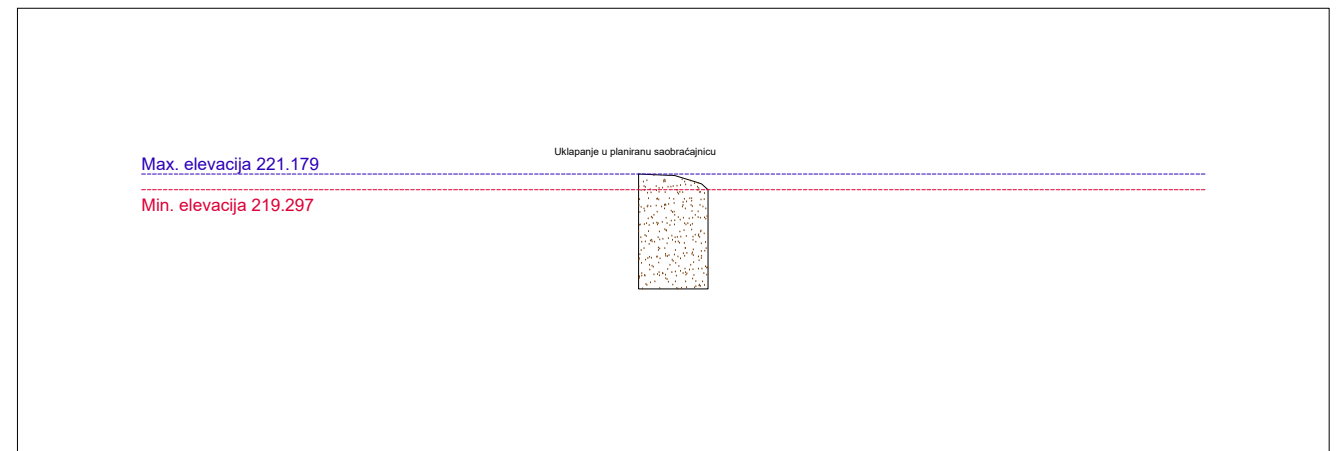 Uklapanje u planiranu saobraćajnicu
Max. elevacija 221.179
Min. elevacija 219.297